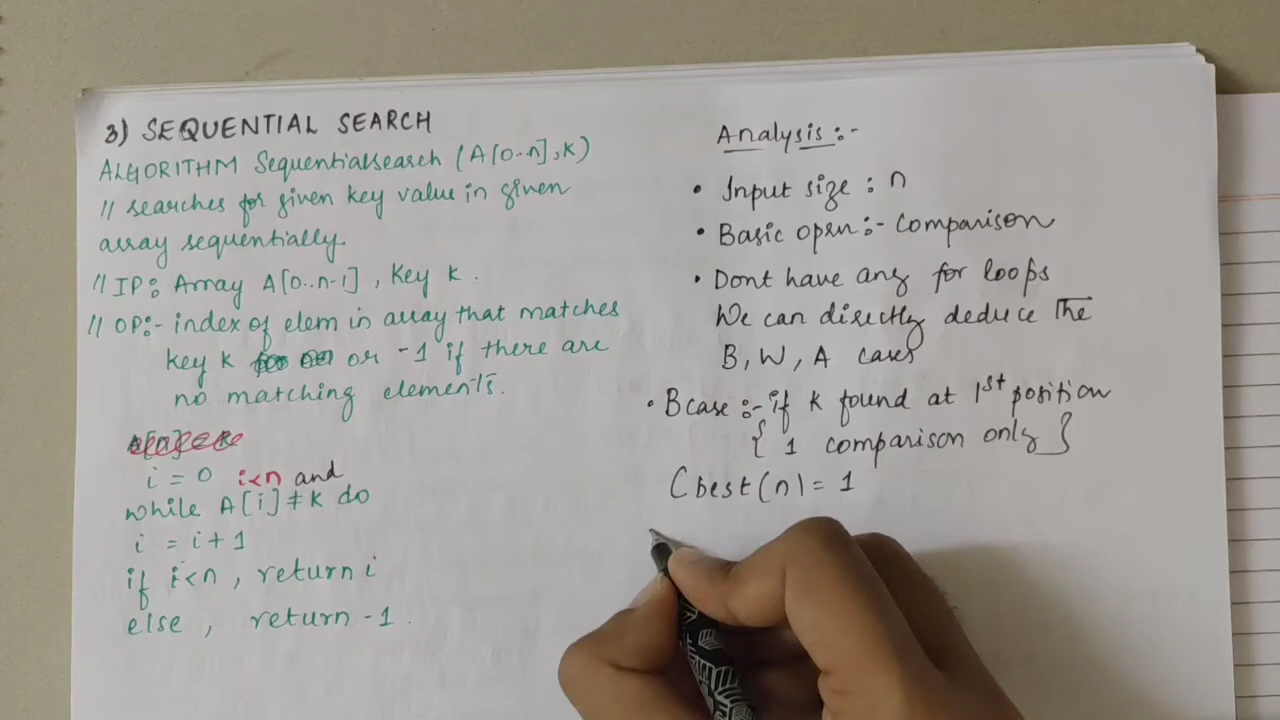 3) SEQUENTIAL SEARCH
ALGORITHM Sequentialsearch (A[0..n], K)
// searches for given key value in given
array sequentially.
// IP: Array A[0..n-1], Key K.
// OP:- index of elem in array that matches
key K or -1 if there are
no matching elements.
i = 0 i<n and
while A[i] ≠ K do
i = i+1
if i<n, return i
else, return -1.
Analysis:-
• Input size : n
• Basic oprn:- Comparison
• Dont have any for loops
We can directly deduce The
B, W, A cases
• B case :- if K found at 1st position
{ 1 comparison only }
Cbest(n) = 1